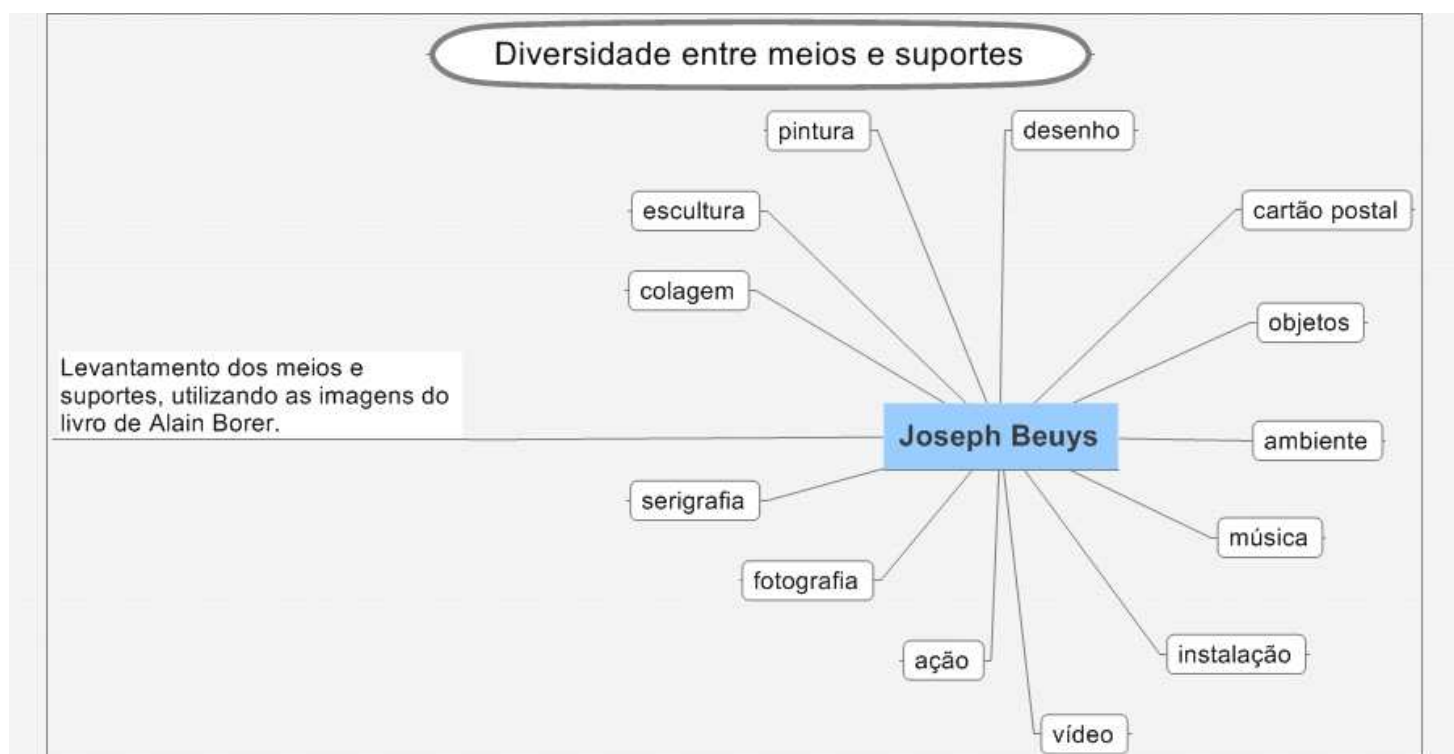 Diversidade entre meios e suportes
pintura
desenho
escultura
cartão postal
colagem
objetos
Levantamento dos meios e
suportes, utilizando as imagens do
livro de Alain Borer.
Joseph Beuys
ambiente
serigrafia
música
fotografia
ação
instalação
vídeo